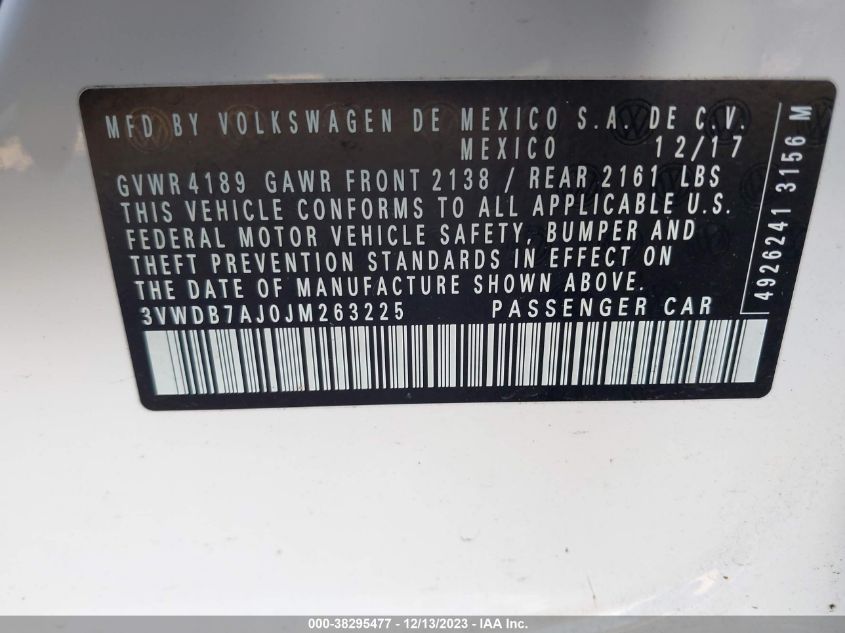 MFD BY VOLKSWAGEN DE MEXICO S.A. DE C.V.
MEXICO 12/17
GVWR 4189 GAWR FRONT 2138 / REAR 2161 LBS
THIS VEHICLE CONFORMS TO ALL APPLICABLE U.S.
FEDERAL MOTOR VEHICLE SAFETY, BUMPER AND
THEFT PREVENTION STANDARDS IN EFFECT ON
THE DATE OF MANUFACTURE SHOWN ABOVE.
3VWDB7AJ0JM263225 PASSENGER CAR
4926241 3156 M
000-38295477 - 12/13/2023 - IAA Inc.